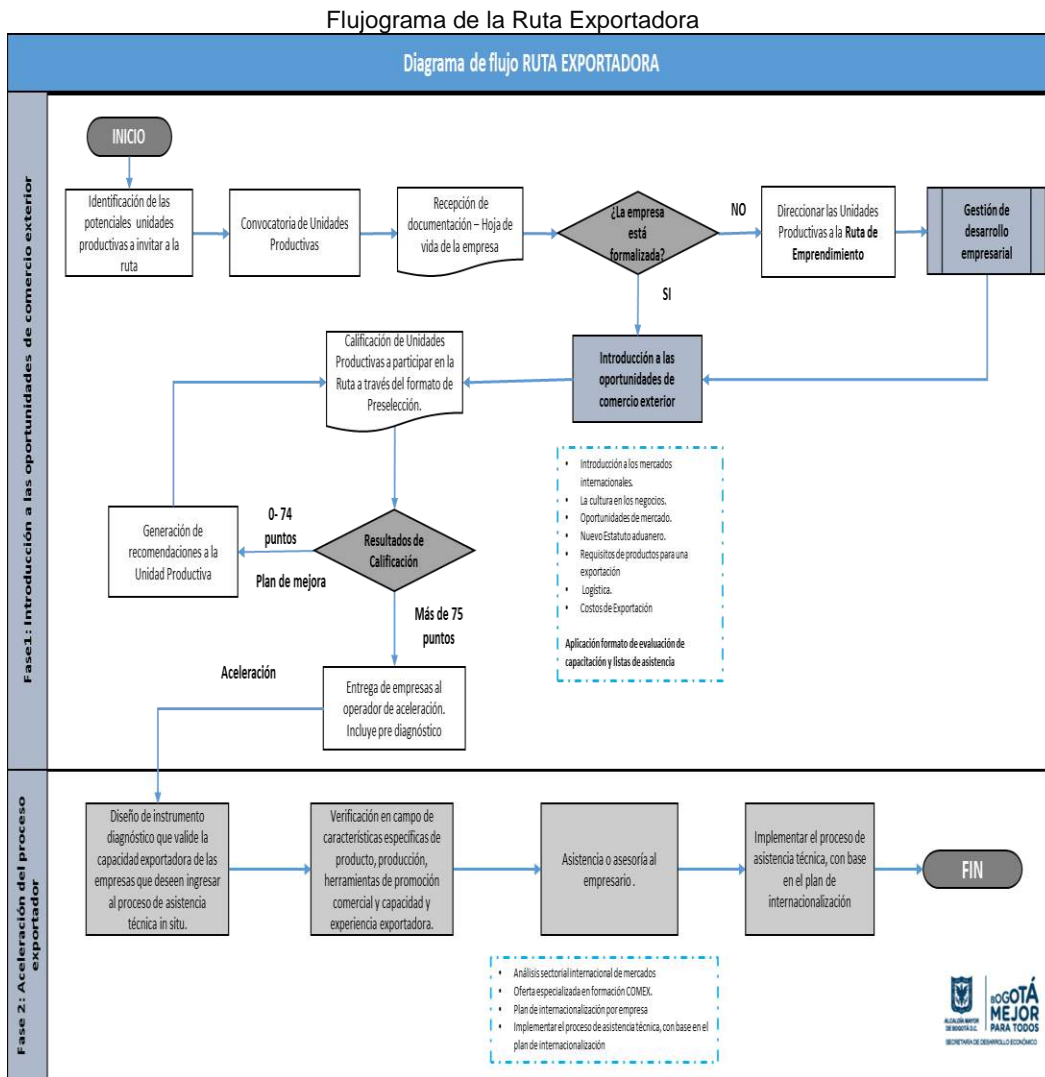 Flujograma de la Ruta Exportadora
Diagrama de flujo RUTA EXPORTADORA
Fase1: Introducción a las oportunidades de comercio exterior
INICIO
Identificación de las
potenciales unidades
productivas a invitar a la
ruta
Convocatoria de Unidades
Productivas
Recepción de
documentación – Hoja de
vida de la empresa
¿La empresa
está
formalizada?
NO
Direccionar las Unidades
Productivas a la Ruta de
Emprendimiento
Gestión de
desarrollo
empresarial
SI
Calificación de Unidades
Productivas a participar en la
Ruta a través del formato de
Preselección.
Introducción a las
oportunidades de
comercio exterior
• Introducción a los mercados
internacionales.
• La cultura en los negocios.
• Oportunidades de mercado.
• Nuevo Estatuto aduanero.
• Requisitos de productos para una
exportación
• Logística.
• Costos de Exportación
Aplicación formato de evaluación de
capacitación y listas de asistencia
Generación de
recomendaciones a la
Unidad Productiva
0- 74
puntos
Plan de mejora
Resultados de
Calificación
Más de 75
puntos
Aceleración
Entrega de empresas al
operador de aceleración.
Incluye pre diagnóstico
Fase 2: Aceleración del proceso
exportador
Diseño de instrumento
diagnóstico que valide la
capacidad exportadora de las
empresas que deseen ingresar
al proceso de asistencia
técnica in situ.
Verificación en campo de
características específicas de
producto, producción,
herramientas de promoción
comercial y capacidad y
experiencia exportadora.
Asistencia o asesoría al
empresario .
Implementar el proceso de
asistencia técnica, con base
en el plan de
internacionalización
FIN
• Análisis sectorial internacional de mercados
• Oferta especializada en formación COMEX.
• Plan de internacionalización por empresa
• Implementar el proceso de asistencia técnica, con base en el
plan de internacionalización
ALCALDÍA MAYOR
DE BOGOTÁ D.C.
BOGOTÁ
MEJOR
PARA TODOS
SECRETARÍA DE DESARROLLO ECONÓMICO